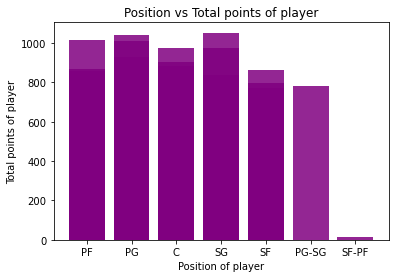 Position vs Total points of player
Total points of player
1000
800
600
400
200
0
PF PG C SG SF PG-SG SF-PF
Position of player